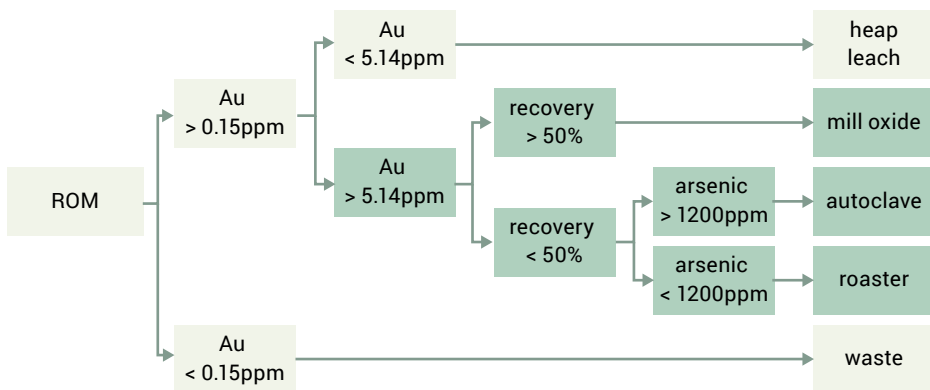 ROM
Au
> 0.15ppm
Au
< 0.15ppm
Au
< 5.14ppm
Au
> 5.14ppm
recovery
> 50%
recovery
< 50%
arsenic
> 1200ppm
arsenic
< 1200ppm
heap
leach
mill oxide
autoclave
roaster
waste